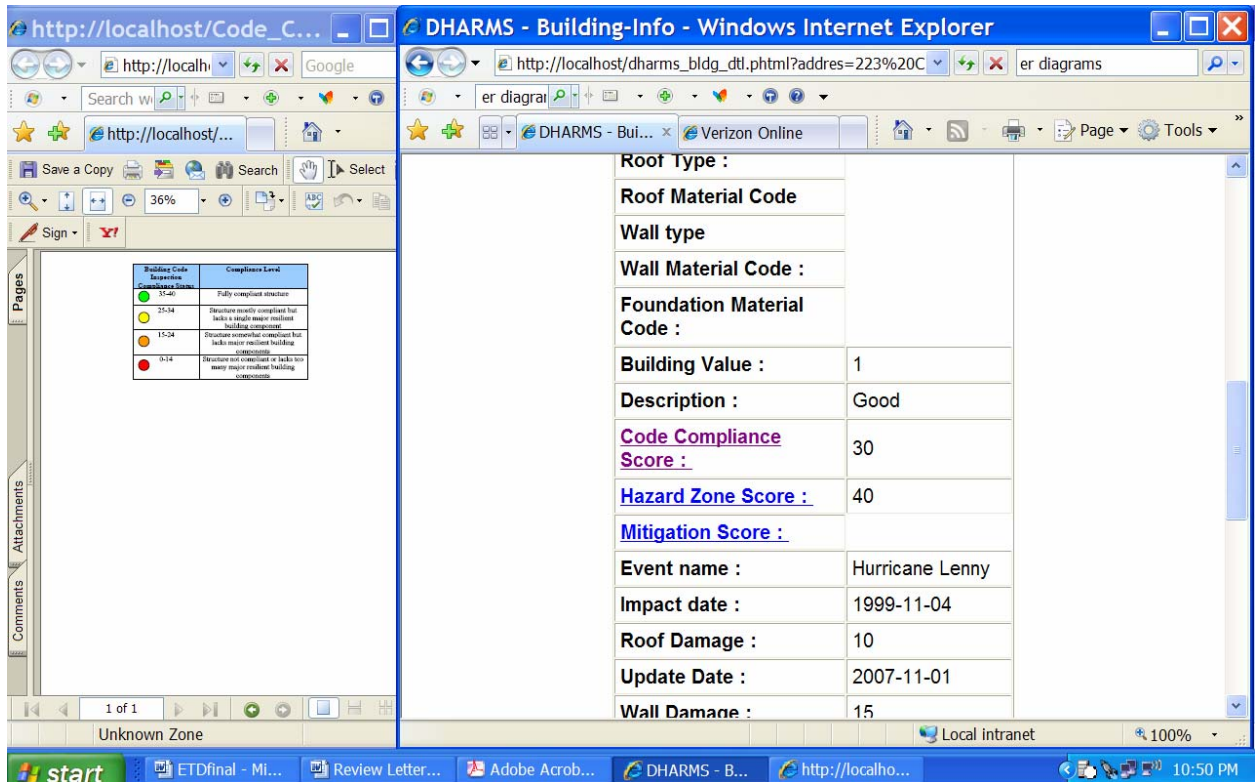 http://localhost/Code_C...
http://localh
Google
Search w
http://localhost/...
Save a Copy
Search
Select
36%
Sign
Pages
Attachments
Comments
Building Code
Inspection
Compliance Status
Compliance Level
35-40
Fully compliant structure
25-34
Structure mostly compliant but
lacks a single major resilient
building component
15-24
Structure somewhat compliant but
lacks major resilient building
components
0-14
Structure not compliant or lacks too
many major resilient building
components
1 of 1
Unknown Zone
DHARMS - Building-Info - Windows Internet Explorer
http://localhost/dharms_bldg_dtl.phtml?addres=223%20C
er diagrams
er diagrar
DHARMS - Bui...
Verizon Online
Page
Tools
Roof Type :
Roof Material Code
Wall type
Wall Material Code :
Foundation Material
Code :
Building Value :
1
Description :
Good
Code Compliance
Score :
30
Hazard Zone Score :
40
Mitigation Score :
Event name :
Hurricane Lenny
Impact date :
1999-11-04
Roof Damage :
10
Update Date :
2007-11-01
Wall Damage :
15
Local intranet
100%
start
ETDfinal - Mi...
Review Letter...
Adobe Acrob...
DHARMS - B...
http://localho...
10:50 PM